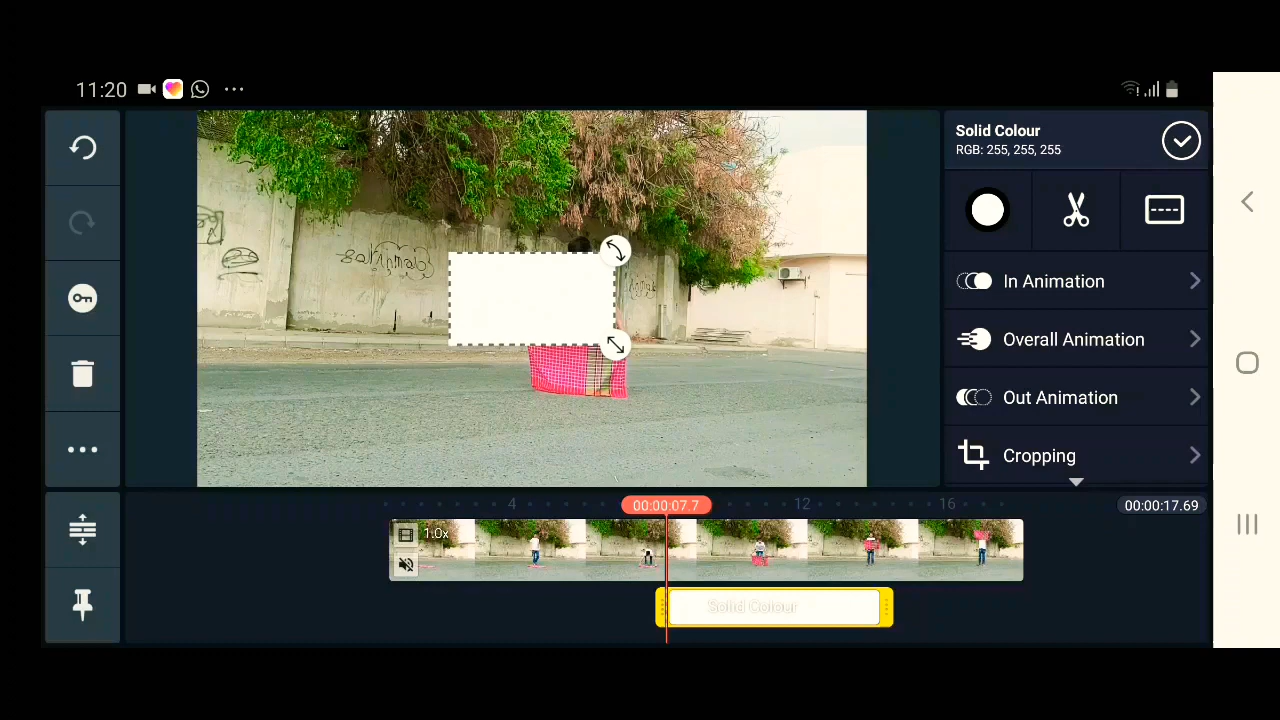 11:20
Solid Colour
RGB: 255, 255, 255
In Animation
Overall Animation
Out Animation
Cropping
4
00:00:07.7
12
16
00:00:17.69
1.0x
Solid Colour